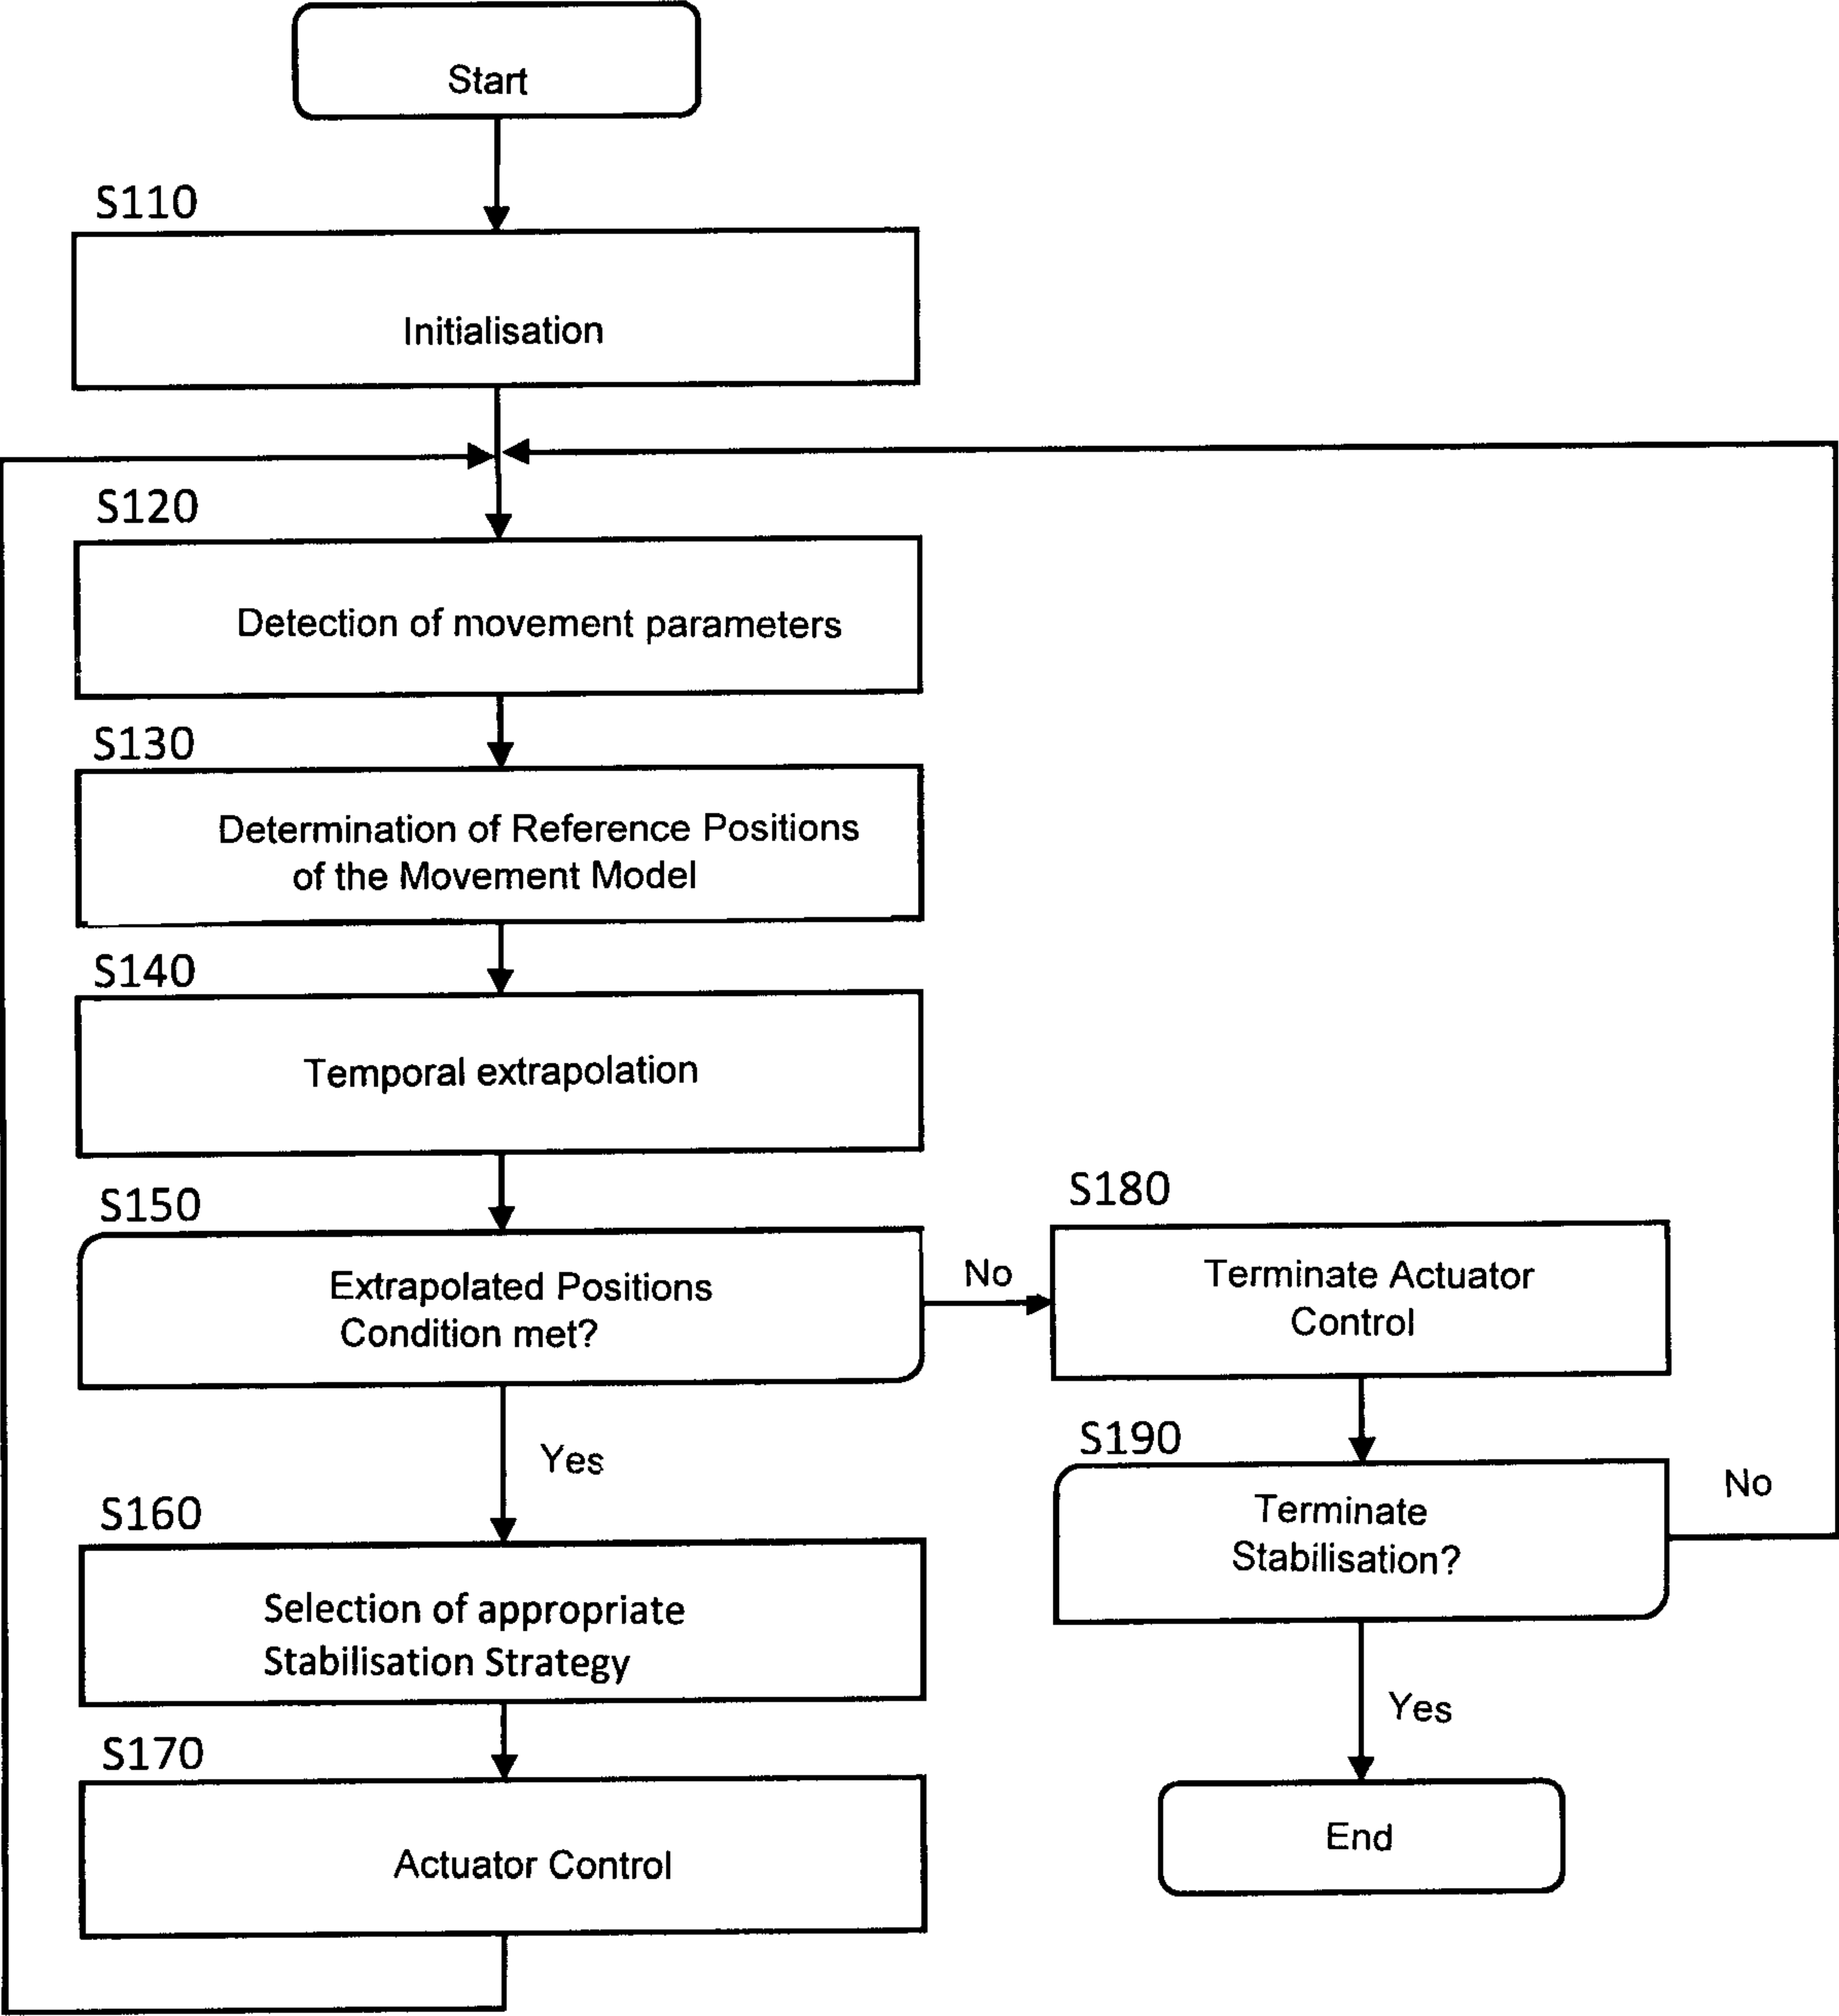 Start
S110
Initialisation
S120
Detection of movement parameters
S130
Determination of Reference Positions
of the Movement Model
S140
Temporal extrapolation
S150
Extrapolated Positions
Condition met?
No
S180
Terminate Actuator
Control
Yes
S190
Terminate
Stabilisation?
No
S160
Selection of appropriate
Stabilisation Strategy
Yes
S170
Actuator Control
End